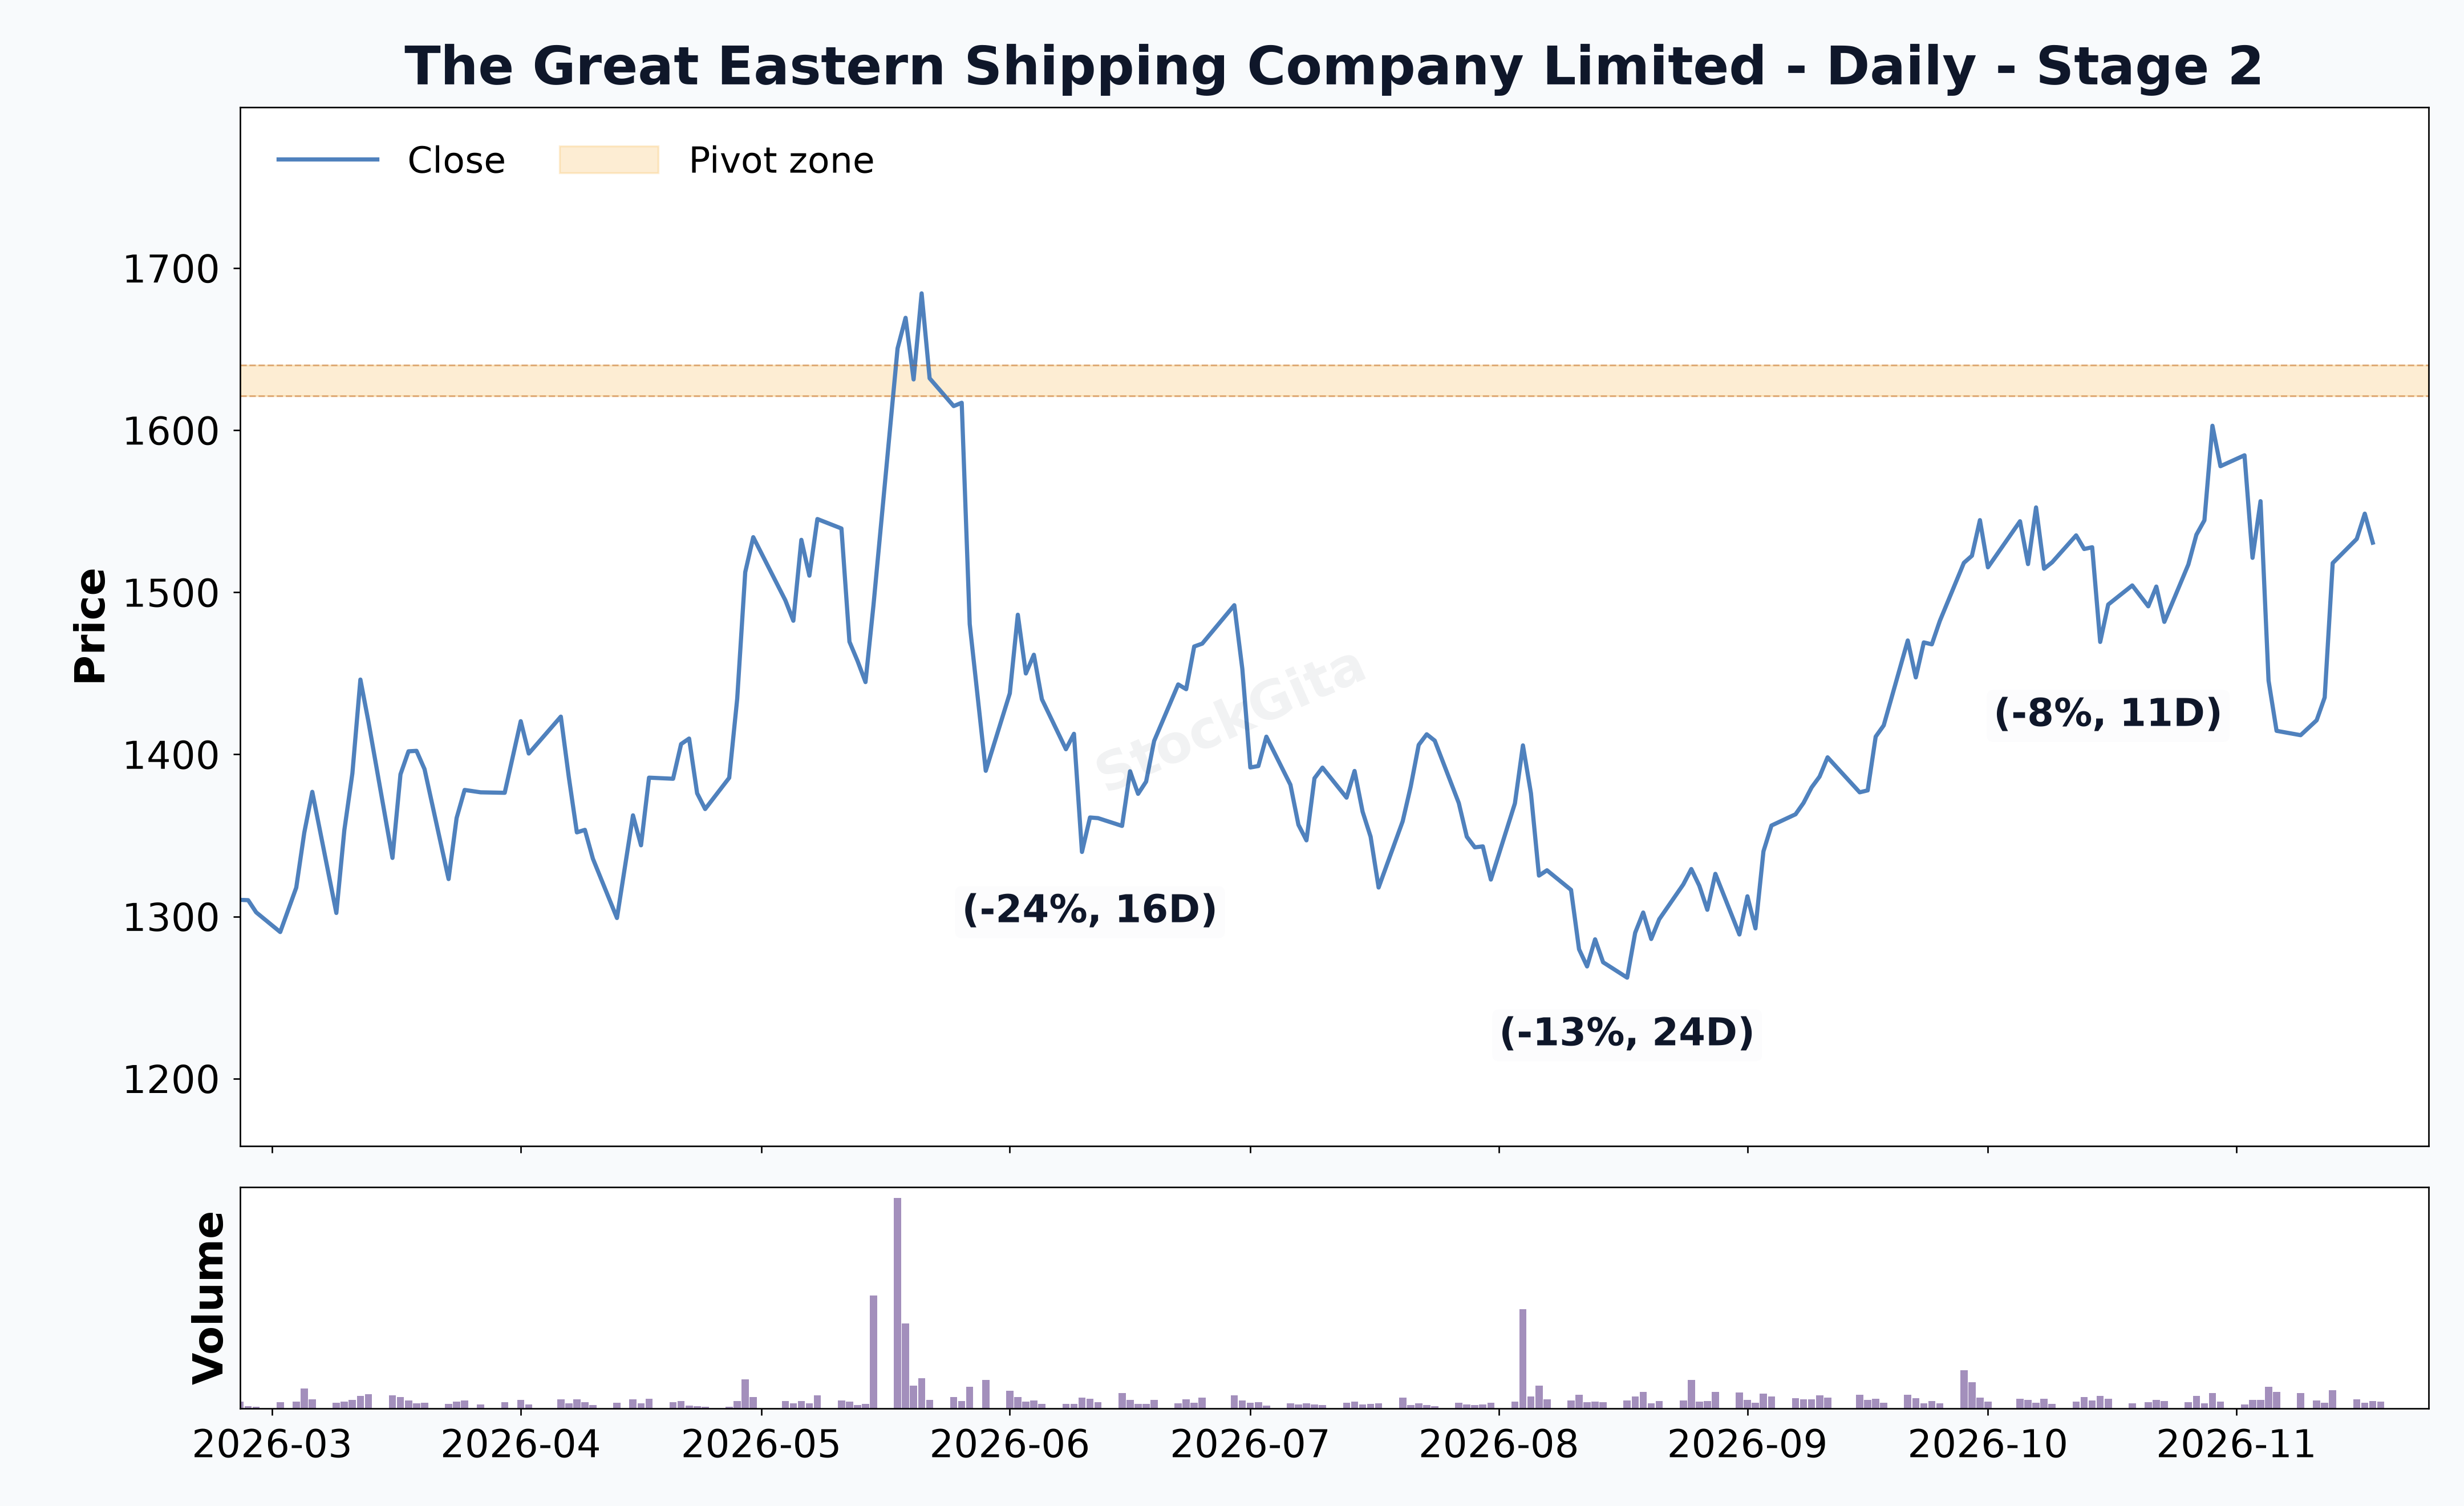 The Great Eastern Shipping Company Limited - Daily - Stage 2
Close
Pivot zone
Price
1700
1600
1500
1400
1300
1200
StockGita
(-24%, 16D)
(-13%, 24D)
(-8%, 11D)
Volume
2026-03
2026-04
2026-05
2026-06
2026-07
2026-08
2026-09
2026-10
2026-11